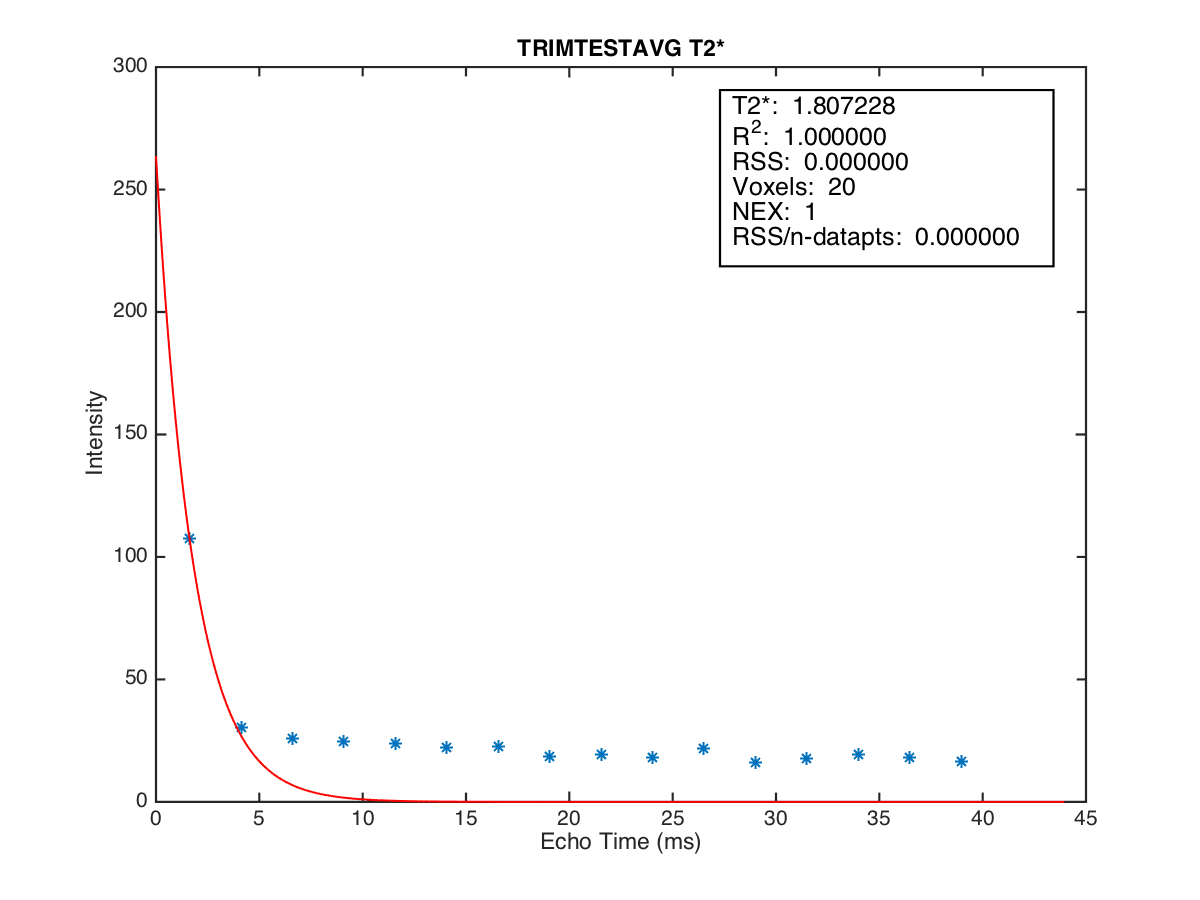 TRIMTESTAVG T2*
300
250
200
150
100
50
0
Intensity
T2*: 1.807228
R2: 1.000000
RSS: 0.000000
Voxels: 20
NEX: 1
RSS/n-datapts: 0.000000
0 5 10 15 20 25 30 35 40 45
Echo Time (ms)